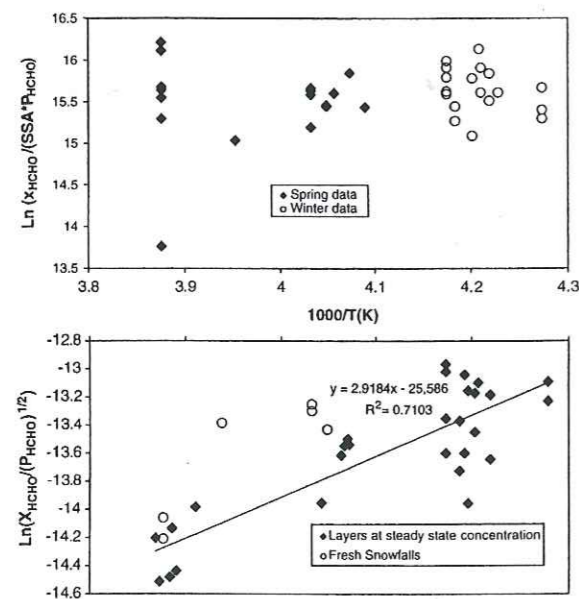 Ln (x_HCHO/(SSA*P_HCHO)
16.5
16
15.5
15
14.5
14
13.5
◆ Spring data
○ Winter data
3.8 3.9 4 4.1 4.2 4.3
1000/T(K)
Ln(X_HCHO/(P_HCHO)^1/2)
-12.8
-13
-13.2
-13.4
-13.6
-13.8
-14
-14.2
-14.4
-14.6
y = 2.9184x - 25,586
R² = 0.7103
◆ Layers at steady state concentration
○ Fresh Snowfalls